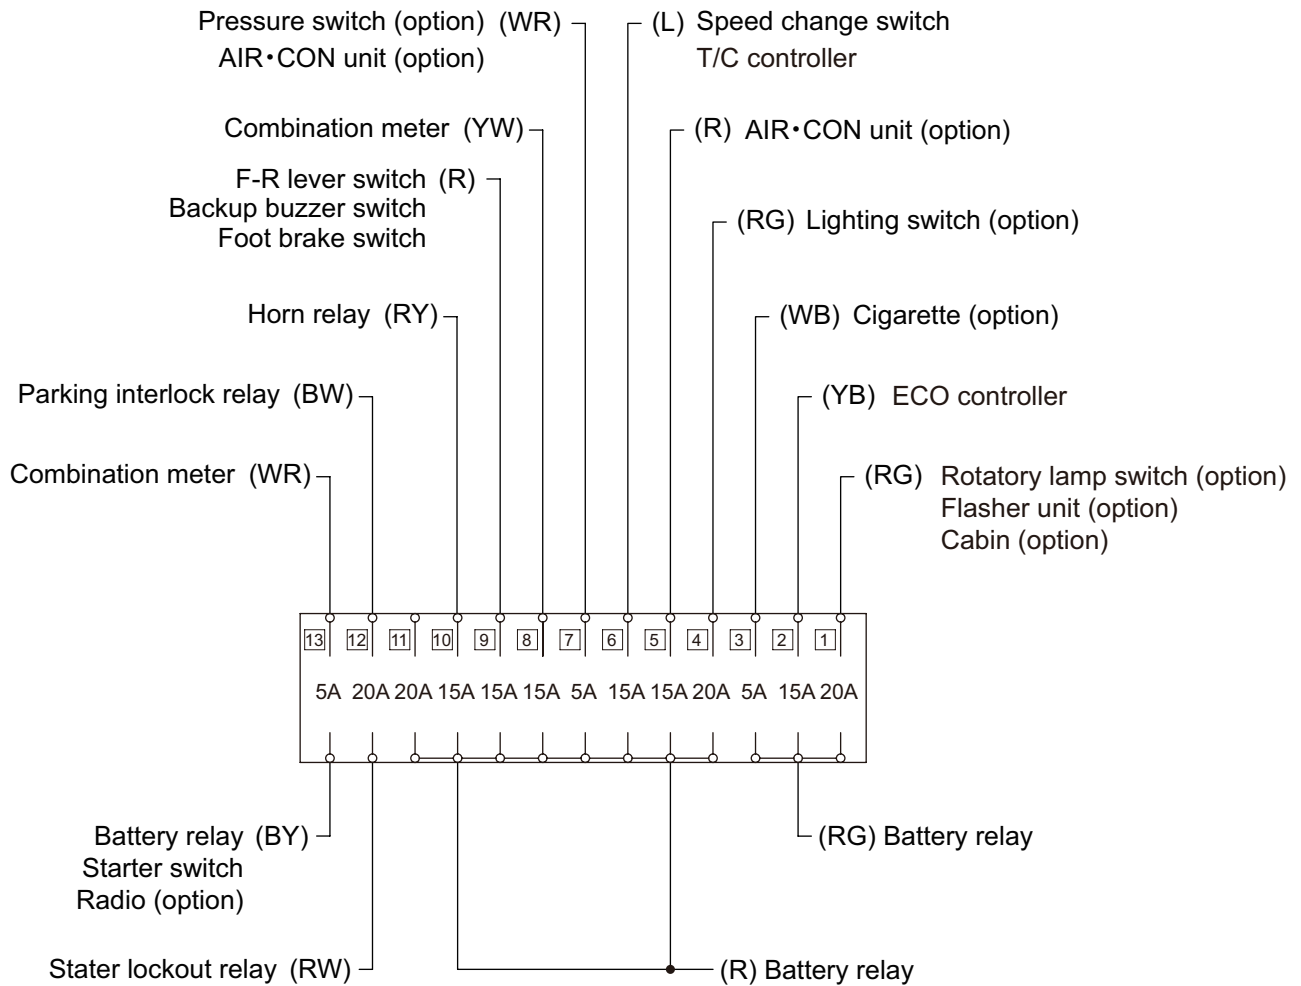 Pressure switch (option) (WR)
AIR・CON unit (option)
(L) Speed change switch
T/C controller
Combination meter (YW)
(R) AIR・CON unit (option)
F-R lever switch (R)
Backup buzzer switch
Foot brake switch
(RG) Lighting switch (option)
Horn relay (RY)
(WB) Cigarette (option)
Parking interlock relay (BW)
(YB) ECO controller
Combination meter (WR)
(RG) Rotatory lamp switch (option)
Flasher unit (option)
Cabin (option)
13 12 11 10 9 8 7 6 5 4 3 2 1
5A 20A 20A 15A 15A 15A 5A 15A 15A 20A 5A 15A 20A
Battery relay (BY)
Starter switch
Radio (option)
(RG) Battery relay
Stater lockout relay (RW)
(R) Battery relay